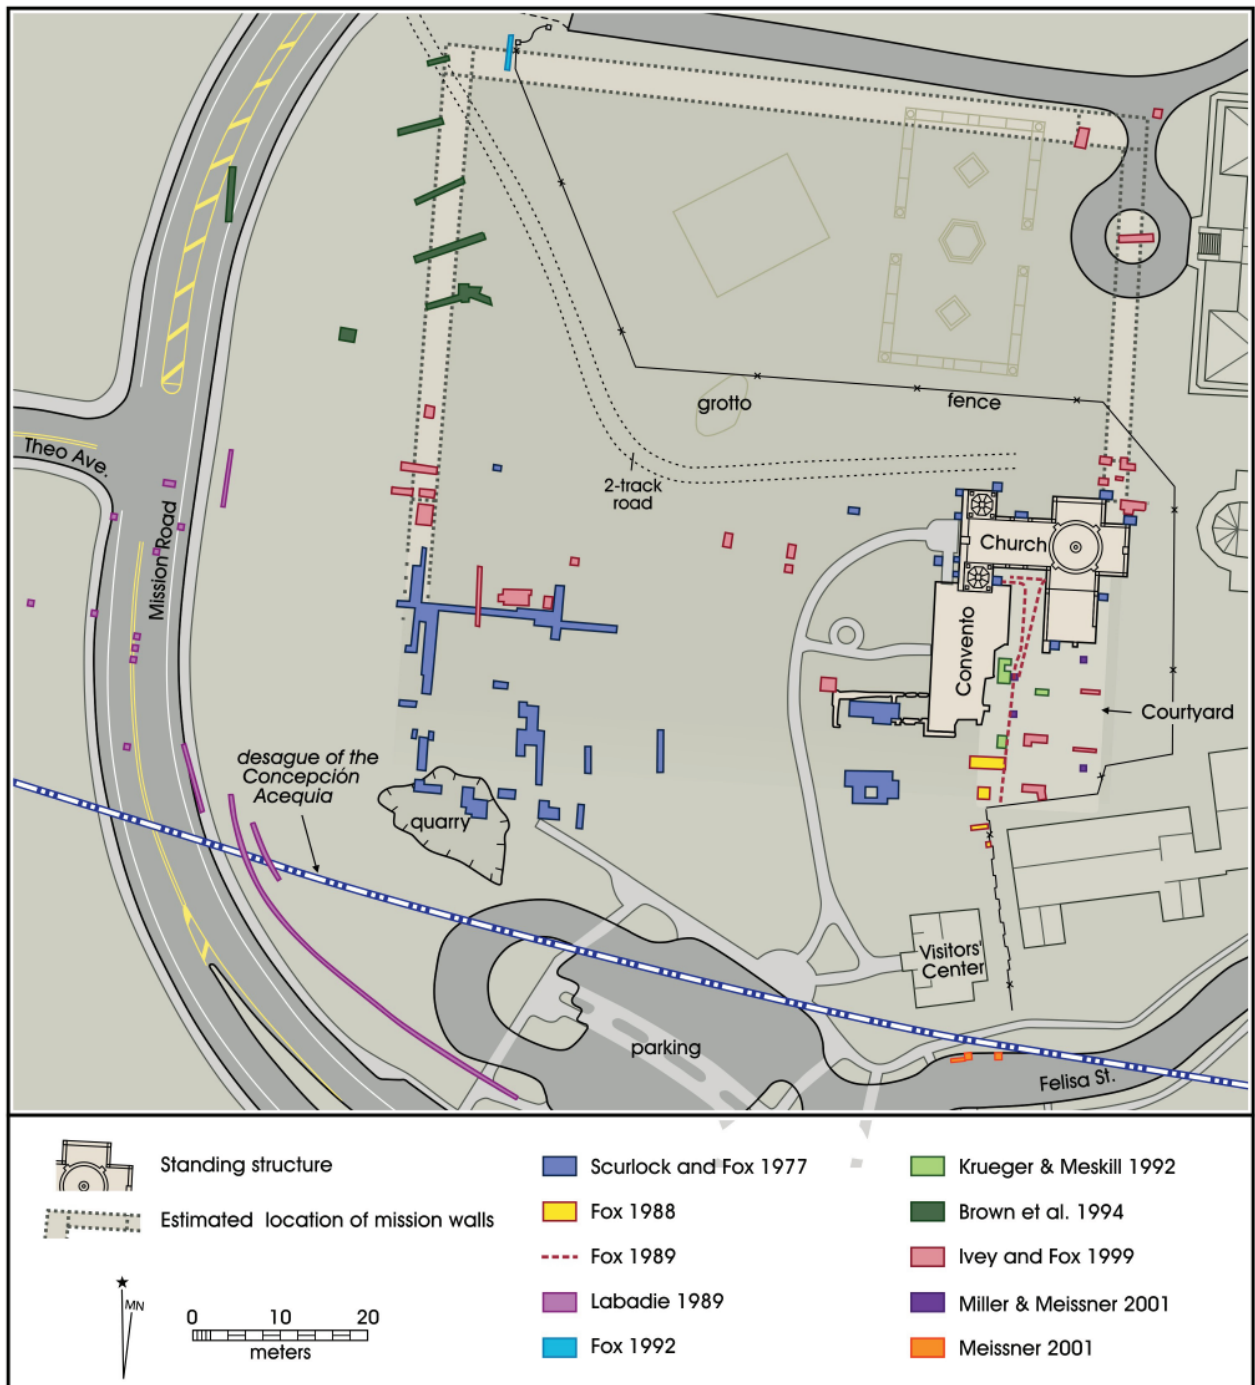 grotto
fence
Theo Ave.
2-track
road
Mission Road
Church
Convento
Courtyard
desague of the
Concepción
Acequia
quarry
Visitors'
Center
parking
Felisa St.
Standing structure
Estimated location of mission walls
MN
0 10 20
meters
Scurlock and Fox 1977
Fox 1988
Fox 1989
Labadie 1989
Fox 1992
Krueger & Meskill 1992
Brown et al. 1994
Ivey and Fox 1999
Miller & Meissner 2001
Meissner 2001